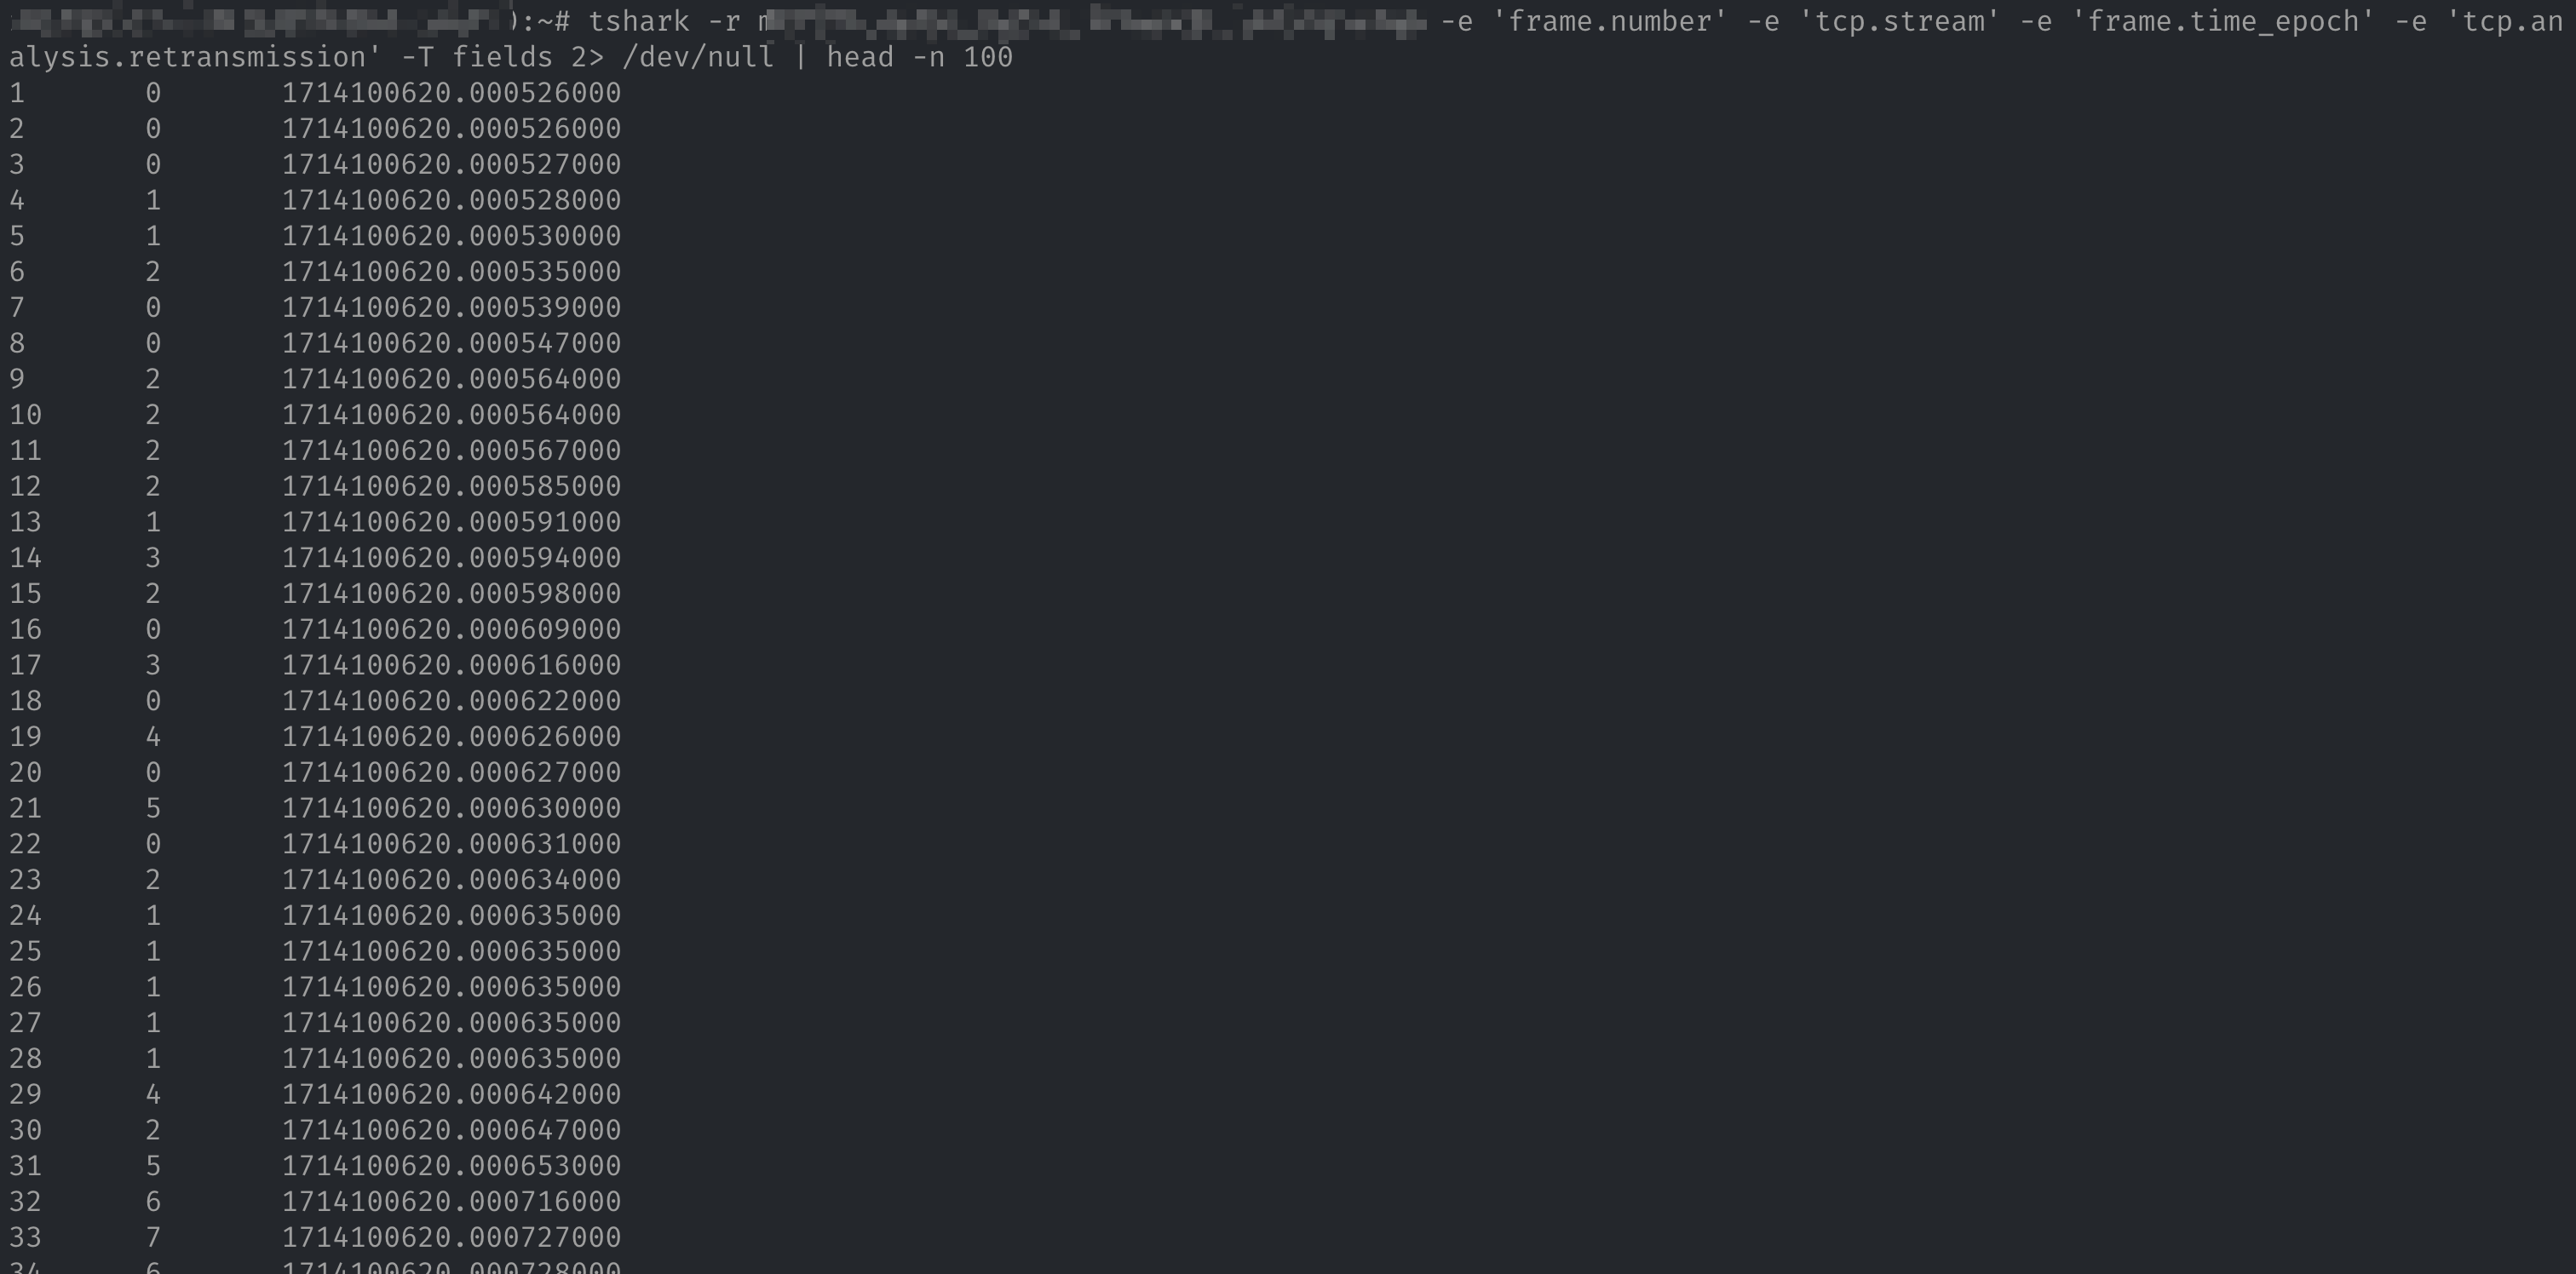 ):~# tshark -r m -e 'frame.number' -e 'tcp.stream' -e 'frame.time_epoch' -e 'tcp.an
alysis.retransmission' -T fields 2> /dev/null | head -n 100
1 0 1714100620.000526000
2 0 1714100620.000526000
3 0 1714100620.000527000
4 1 1714100620.000528000
5 1 1714100620.000530000
6 2 1714100620.000535000
7 0 1714100620.000539000
8 0 1714100620.000547000
9 2 1714100620.000564000
10 2 1714100620.000564000
11 2 1714100620.000567000
12 2 1714100620.000585000
13 1 1714100620.000591000
14 3 1714100620.000594000
15 2 1714100620.000598000
16 0 1714100620.000609000
17 3 1714100620.000616000
18 0 1714100620.000622000
19 4 1714100620.000626000
20 0 1714100620.000627000
21 5 1714100620.000630000
22 0 1714100620.000631000
23 2 1714100620.000634000
24 1 1714100620.000635000
25 1 1714100620.000635000
26 1 1714100620.000635000
27 1 1714100620.000635000
28 1 1714100620.000635000
29 4 1714100620.000642000
30 2 1714100620.000647000
31 5 1714100620.000653000
32 6 1714100620.000716000
33 7 1714100620.000727000
34 6 1714100620.000728000